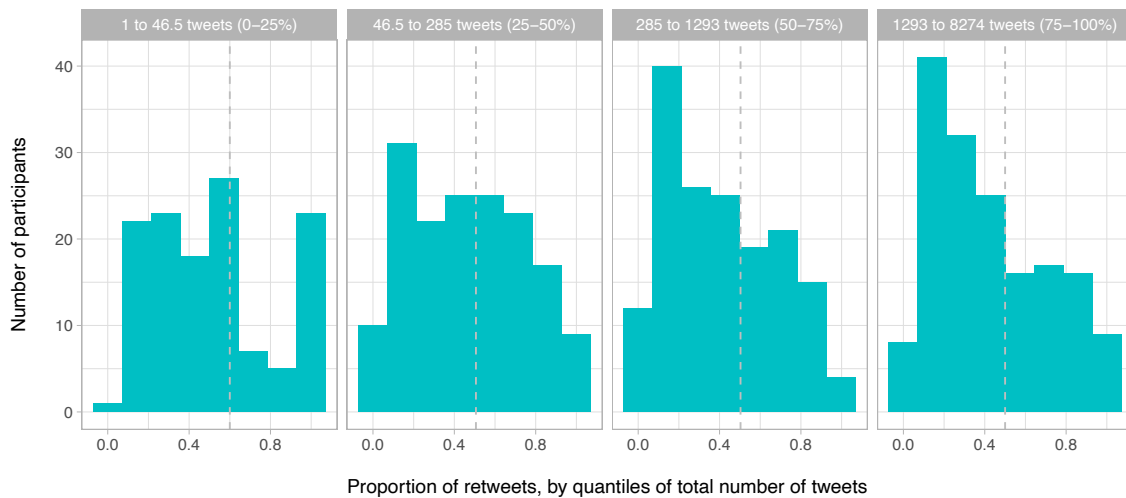 1 to 46.5 tweets (0−25%) 46.5 to 285 tweets (25−50%) 285 to 1293 tweets (50−75%) 1293 to 8274 tweets (75−100%)
40
30
20
10
0
Number of participants
0.0 0.4 0.8 0.0 0.4 0.8 0.0 0.4 0.8 0.0 0.4 0.8
Proportion of retweets, by quantiles of total number of tweets